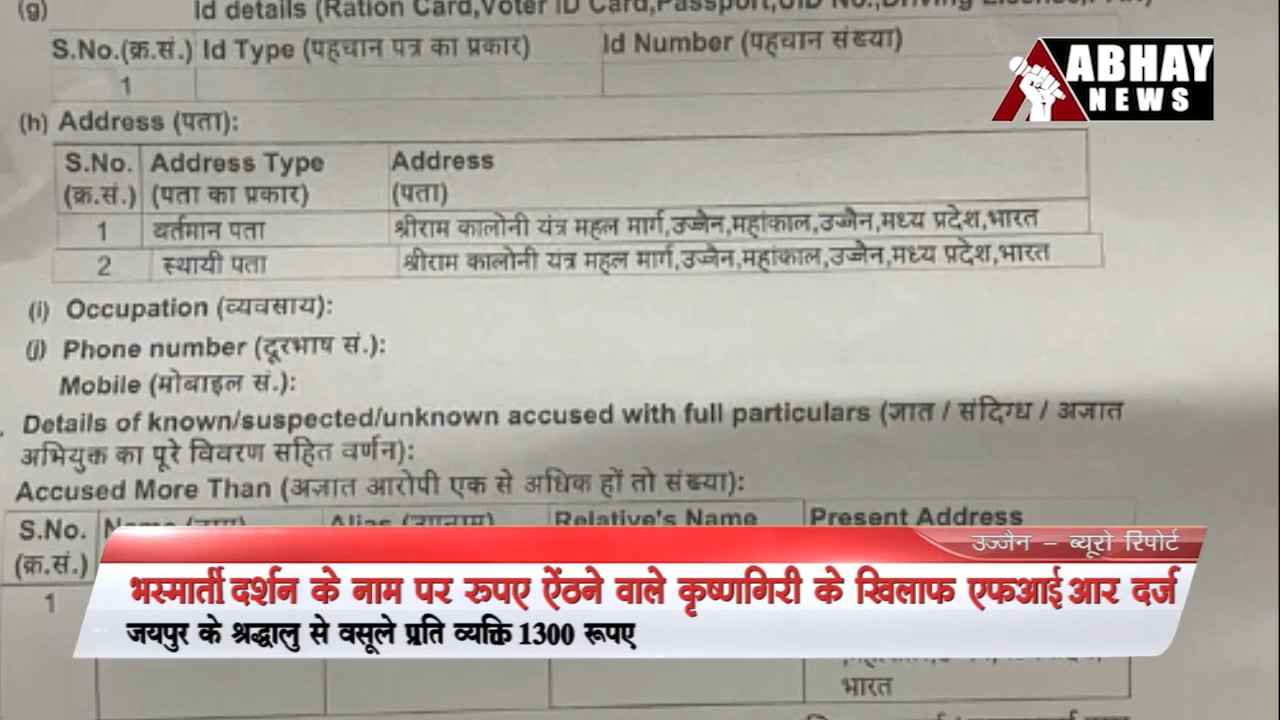 (g) Id details (Ration Card,Voter ID Card,Passport,UID No.,Driving License,PAN)
S.No.(क्र.सं.) Id Type (पहचान पत्र का प्रकार) Id Number (पहचान संख्या)
1
ABHAY
NEWS
(h) Address (पता):
S.No. Address Type Address
(क्र.सं.) (पता का प्रकार) (पता)
1 वर्तमान पता श्रीराम कालोनी यंत्र महल मार्ग,उज्जैन,महांकाल,उज्जैन,मध्य प्रदेश,भारत
2 स्थायी पता श्रीराम कालोनी यंत्र महल मार्ग,उज्जैन,महांकाल,उज्जैन,मध्य प्रदेश,भारत
(i) Occupation (व्यवसाय):
(j) Phone number (दूरभाष सं.):
Mobile (मोबाइल सं.):
Details of known/suspected/unknown accused with full particulars (ज्ञात / संदिग्ध / अज्ञात
अभियुक का पूरे विवरण सहित वर्णन):
Accused More Than (अज्ञात आरोपी एक से अधिक हों तो संख्या):
S.No. Name (नाम) Alias (उपनाम) Relative's Name Present Address
(क्र.सं.)
उज्जैन – ब्यूरो रिपोर्ट
1
भस्मार्ती दर्शन के नाम पर रुपए ऐंठने वाले कृष्णागिरी के खिलाफ एफआई आर दर्ज
जयपुर के श्रद्धालु से वसूले प्रति व्यक्ति 1300 रूपए
भारत